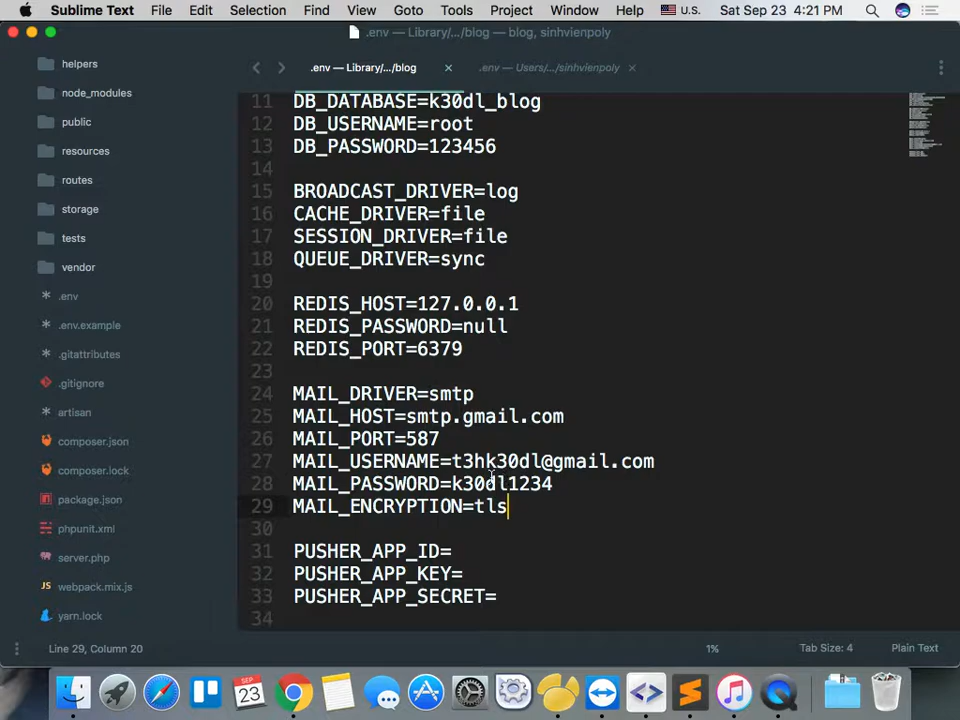 Sublime Text File Edit Selection Find View Goto Tools Project Window Help U.S. Sat Sep 23 4:21 PM
.env — Library/.../blog — blog, sinhvienpoly
.env — Library/.../blog
.env — Users/.../sinhvienpoly
helpers
node_modules
public
resources
routes
storage
tests
vendor
.env
.env.example
.gitattributes
.gitignore
artisan
composer.json
composer.lock
package.json
phpunit.xml
server.php
JS webpack.mix.js
yarn.lock
11 DB_DATABASE=k30dl_blog
12 DB_USERNAME=root
13 DB_PASSWORD=123456
14
15 BROADCAST_DRIVER=log
16 CACHE_DRIVER=file
17 SESSION_DRIVER=file
18 QUEUE_DRIVER=sync
19
20 REDIS_HOST=127.0.0.1
21 REDIS_PASSWORD=null
22 REDIS_PORT=6379
23
24 MAIL_DRIVER=smtp
25 MAIL_HOST=smtp.gmail.com
26 MAIL_PORT=587
27 MAIL_USERNAME=t3hk30dl@gmail.com
28 MAIL_PASSWORD=k30dl1234
29 MAIL_ENCRYPTION=tls
30
31 PUSHER_APP_ID=
32 PUSHER_APP_KEY=
33 PUSHER_APP_SECRET=
34
Line 29, Column 20 1% Tab Size: 4 Plain Text
SEP
23